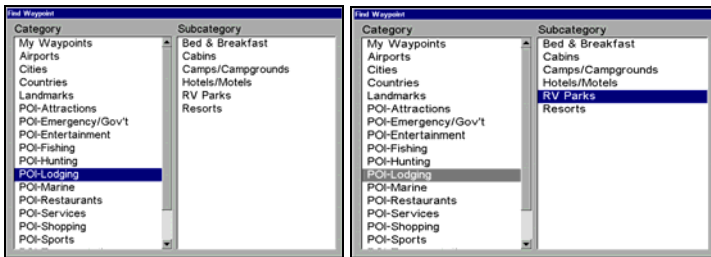 Find Waypoint
Category
My Waypoints
Airports
Cities
Countries
Landmarks
POI-Attractions
POI-Emergency/Gov't
POI-Entertainment
POI-Fishing
POI-Hunting
POI-Lodging
POI-Marine
POI-Restaurants
POI-Services
POI-Shopping
POI-Sports
Subcategory
Bed & Breakfast
Cabins
Camps/Campgrounds
Hotels/Motels
RV Parks
Resorts
Find Waypoint
Category
My Waypoints
Airports
Cities
Countries
Landmarks
POI-Attractions
POI-Emergency/Gov't
POI-Entertainment
POI-Fishing
POI-Hunting
POI-Lodging
POI-Marine
POI-Restaurants
POI-Services
POI-Shopping
POI-Sports
Subcategory
Bed & Breakfast
Cabins
Camps/Campgrounds
Hotels/Motels
RV Parks
Resorts